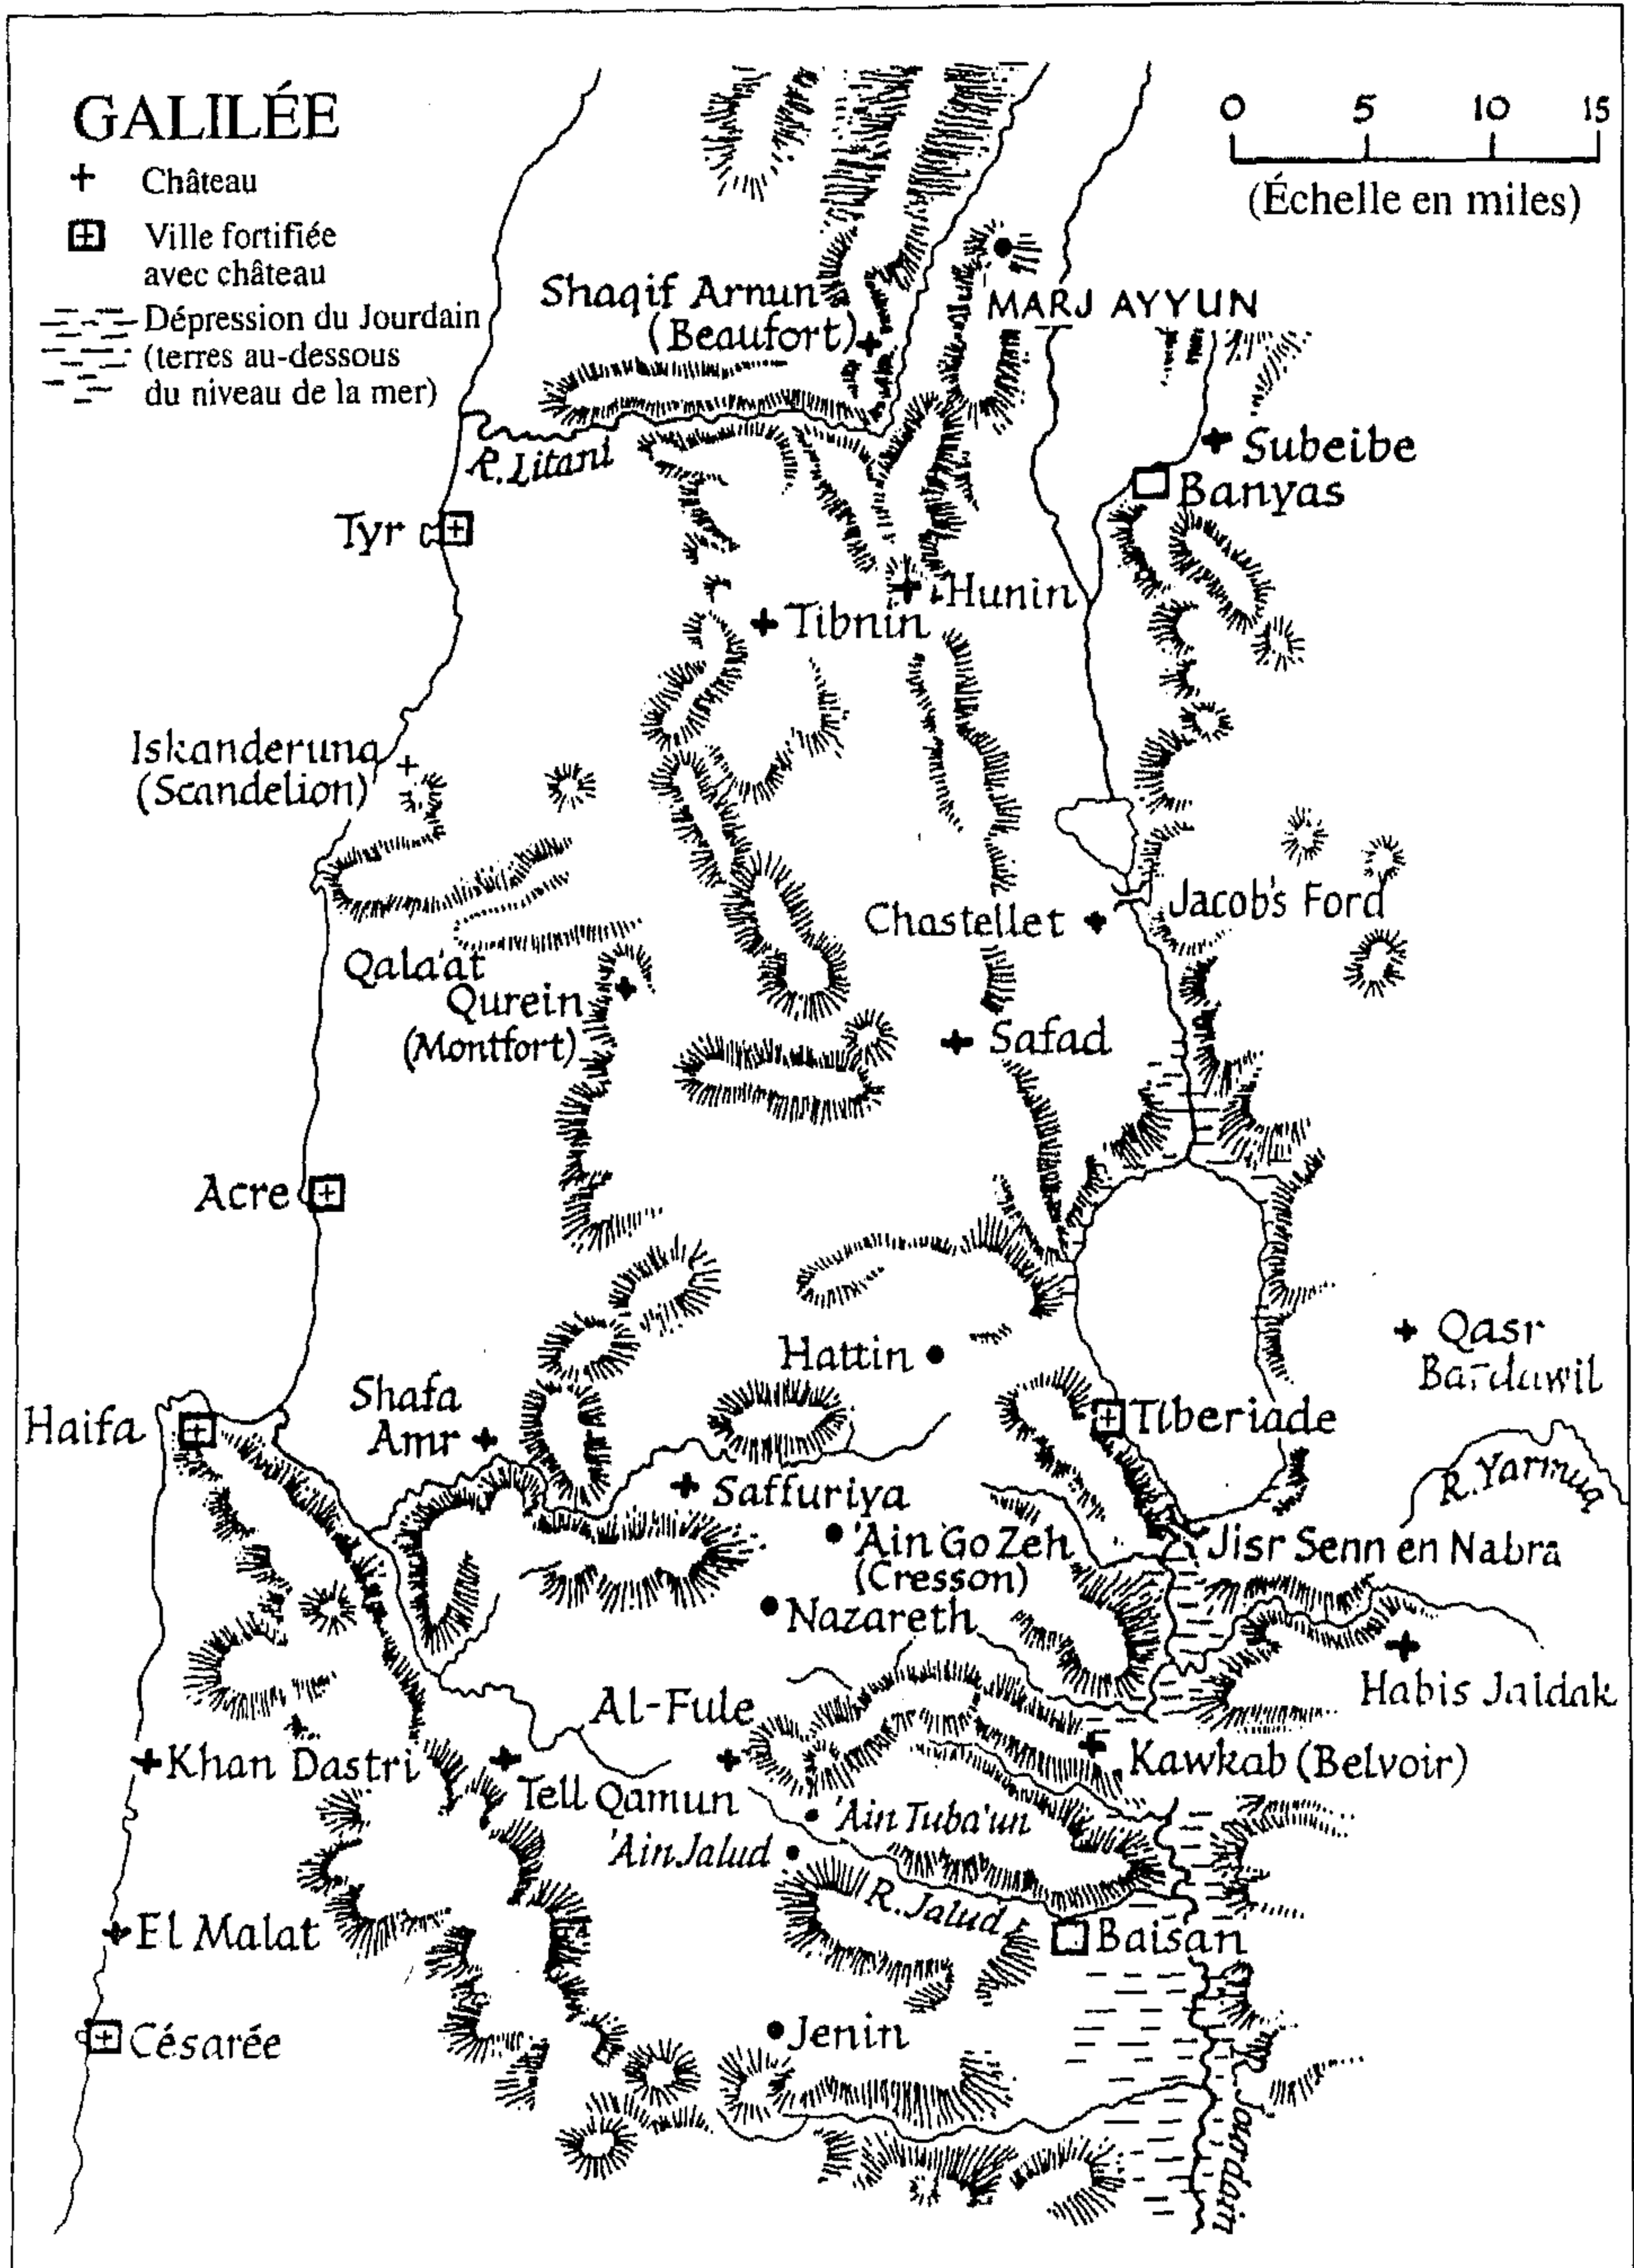 GALILÉE
Château
Ville fortifiée
avec château
Dépression du Jourdain
(terres au-dessous
du niveau de la mer)
0 5 10 15
(Échelle en miles)
Shaqif Arnun
(Beaufort)
MARJ AYYUN
R. Litani
Subeibe
Banyas
Tyr
Hunin
Tibnin
Iskanderuna
(Scandelion)
Chastellet
Jacob's Ford
Qala'at
Qurein
(Montfort)
Safad
Acre
Qasr
Bardawil
Hattin
Shafa
Amr
Haifa
Tiberiade
R. Yarmuq
Saffuriya
'Ain Go Zeh
(Cresson)
Jisr Senn en Nabra
Nazareth
Habis Jaldak
Al-Fule
Khan Dastri
Kawkab (Belvoir)
Tell Qamun
'Ain Tuba'un
'Ain Jalud
R. Jalud
El Malat
Baisan
Césarée
Jenin
R. Jourdain